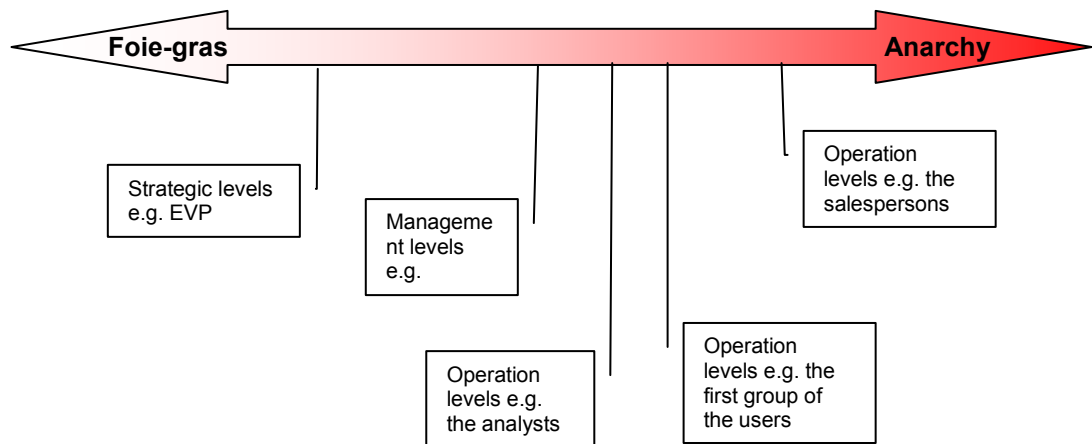 Foie-gras
Anarchy
Strategic levels
e.g. EVP
Manageme
nt levels
e.g.
Operation
levels e.g. the
salespersons
Operation
levels e.g.
the analysts
Operation
levels e.g. the
first group of
the users